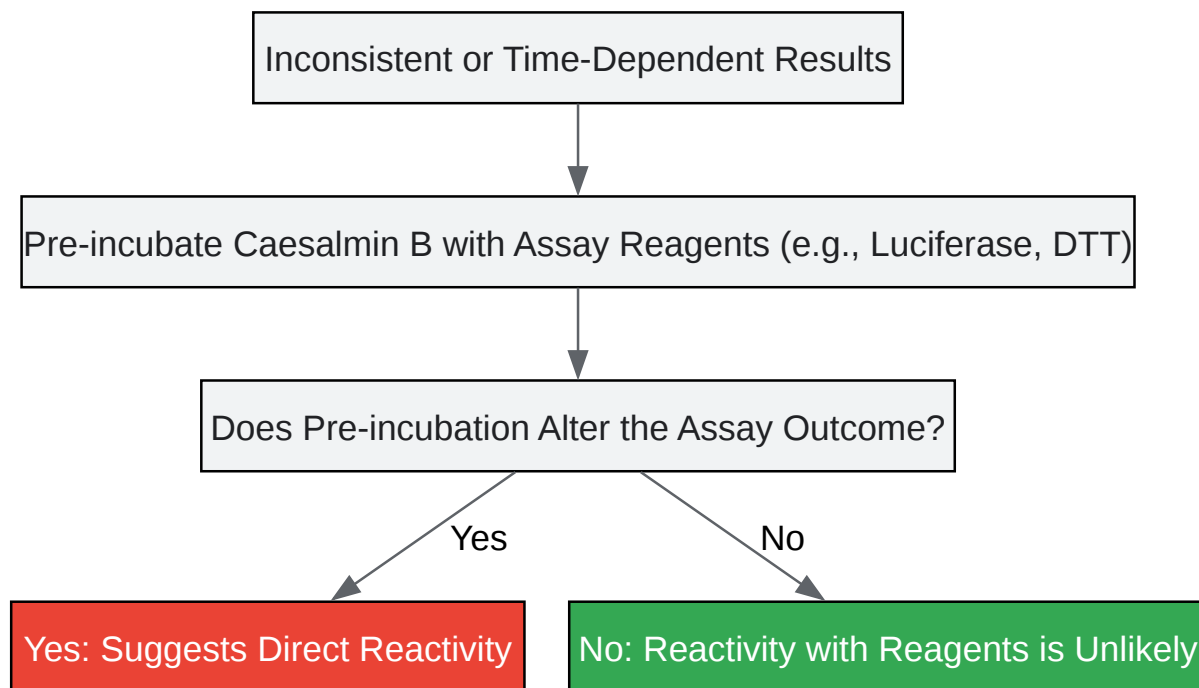 Inconsistent or Time-Dependent Results
Pre-incubate Caesalmin B with Assay Reagents (e.g., Luciferase, DTT)
Does Pre-incubation Alter the Assay Outcome?
Yes
No
Yes: Suggests Direct Reactivity
No: Reactivity with Reagents is Unlikely